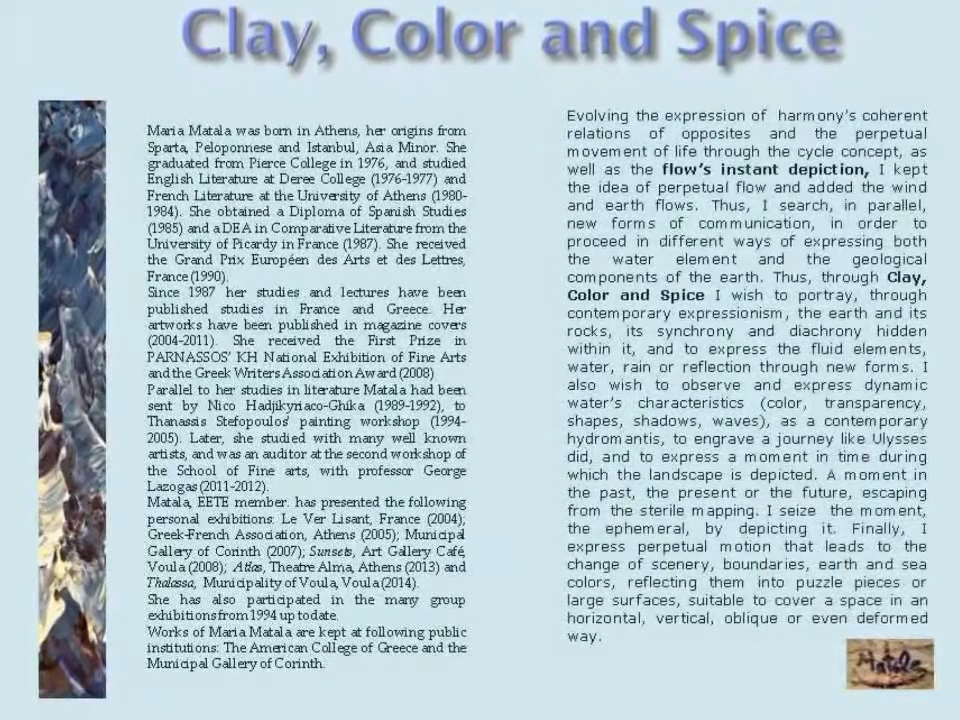 Clay, Color and Spice
Maria Matala was born in Athens, her origins from
Sparta, Peloponnese and Istanbul, Asia Minor. She
graduated from Pierce College in 1976, and studied
English Literature at Deree College (1976-1977) and
French Literature at the University of Athens (1980-
1984). She obtained a Diploma of Spanish Studies
(1985) and a DEA in Comparative Literature from the
University of Picardy in France (1987). She received
the Grand Prix Européen des Arts et des Lettres,
France (1990).
Since 1987 her studies and lectures have been
published studies in France and Greece. Her
artworks have been published in magazine covers
(2004-2011). She received the First Prize in
PARNASSOS' KH National Exhibition of Fine Arts
and the Greek Writers Association Award (2008)
Parallel to her studies in literature Matala had been
sent by Nico Hadjikyriaco-Ghika (1989-1992), to
Thanassis Stefopoulos' painting workshop (1994-
2005). Later, she studied with many well known
artists, and was an auditor at the second workshop of
the School of Fine arts, with professor George
Lazogas (2011-2012).
Matala, EETE member. has presented the following
personal exhibitions: Le Ver Lisant, France (2004);
Greek-French Association, Athens (2005); Municipal
Gallery of Corinth (2007); Sunsets, Art Gallery Café,
Voula (2008); Atlas, Theatre Alma, Athens (2013) and
Thalassa, Municipality of Voula, Voula (2014).
She has also participated in the many group
exhibitions from 1994 up to date.
Works of Maria Matala are kept at following public
institutions: The American College of Greece and the
Municipal Gallery of Corinth.
Evolving the expression of harmony's coherent
relations of opposites and the perpetual
movement of life through the cycle concept, as
well as the flow's instant depiction, I kept
the idea of perpetual flow and added the wind
and earth flows. Thus, I search, in parallel,
new forms of communication, in order to
proceed in different ways of expressing both
the water element and the geological
components of the earth. Thus, through Clay,
Color and Spice I wish to portray, through
contemporary expressionism, the earth and its
rocks, its synchrony and diachrony hidden
within it, and to express the fluid elements,
water, rain or reflection through new forms. I
also wish to observe and express dynamic
water's characteristics (color, transparency,
shapes, shadows, waves), as a contemporary
hydromantis, to engrave a journey like Ulysses
did, and to express a moment in time during
which the landscape is depicted. A moment in
the past, the present or the future, escaping
from the sterile mapping. I seize the moment,
the ephemeral, by depicting it. Finally, I
express perpetual motion that leads to the
change of scenery, boundaries, earth and sea
colors, reflecting them into puzzle pieces or
large surfaces, suitable to cover a space in an
horizontal, vertical, oblique or even deformed
way.